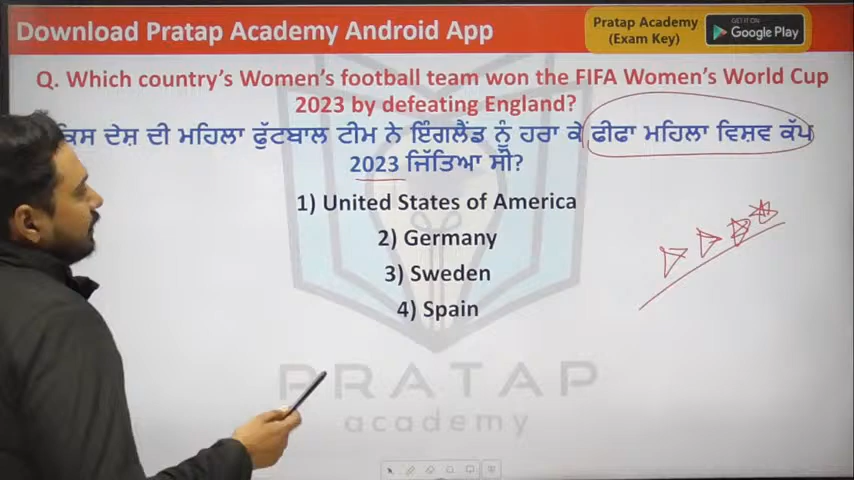 Download Pratap Academy Android App
Pratap Academy
(Exam Key)
GET IT ON
Google Play
Q. Which country's Women's football team won the FIFA Women's World Cup
2023 by defeating England?
ਕਿਸ ਦੇਸ਼ ਦੀ ਮਹਿਲਾ ਫੁੱਟਬਾਲ ਟੀਮ ਨੇ ਇੰਗਲੈਂਡ ਨੂੰ ਹਰਾ ਕੇ ਫੀਫਾ ਮਹਿਲਾ ਵਿਸ਼ਵ ਕੱਪ
2023 ਜਿੱਤਿਆ ਸੀ?
1) United States of America
2) Germany
3) Sweden
4) Spain
PRATAP
academy